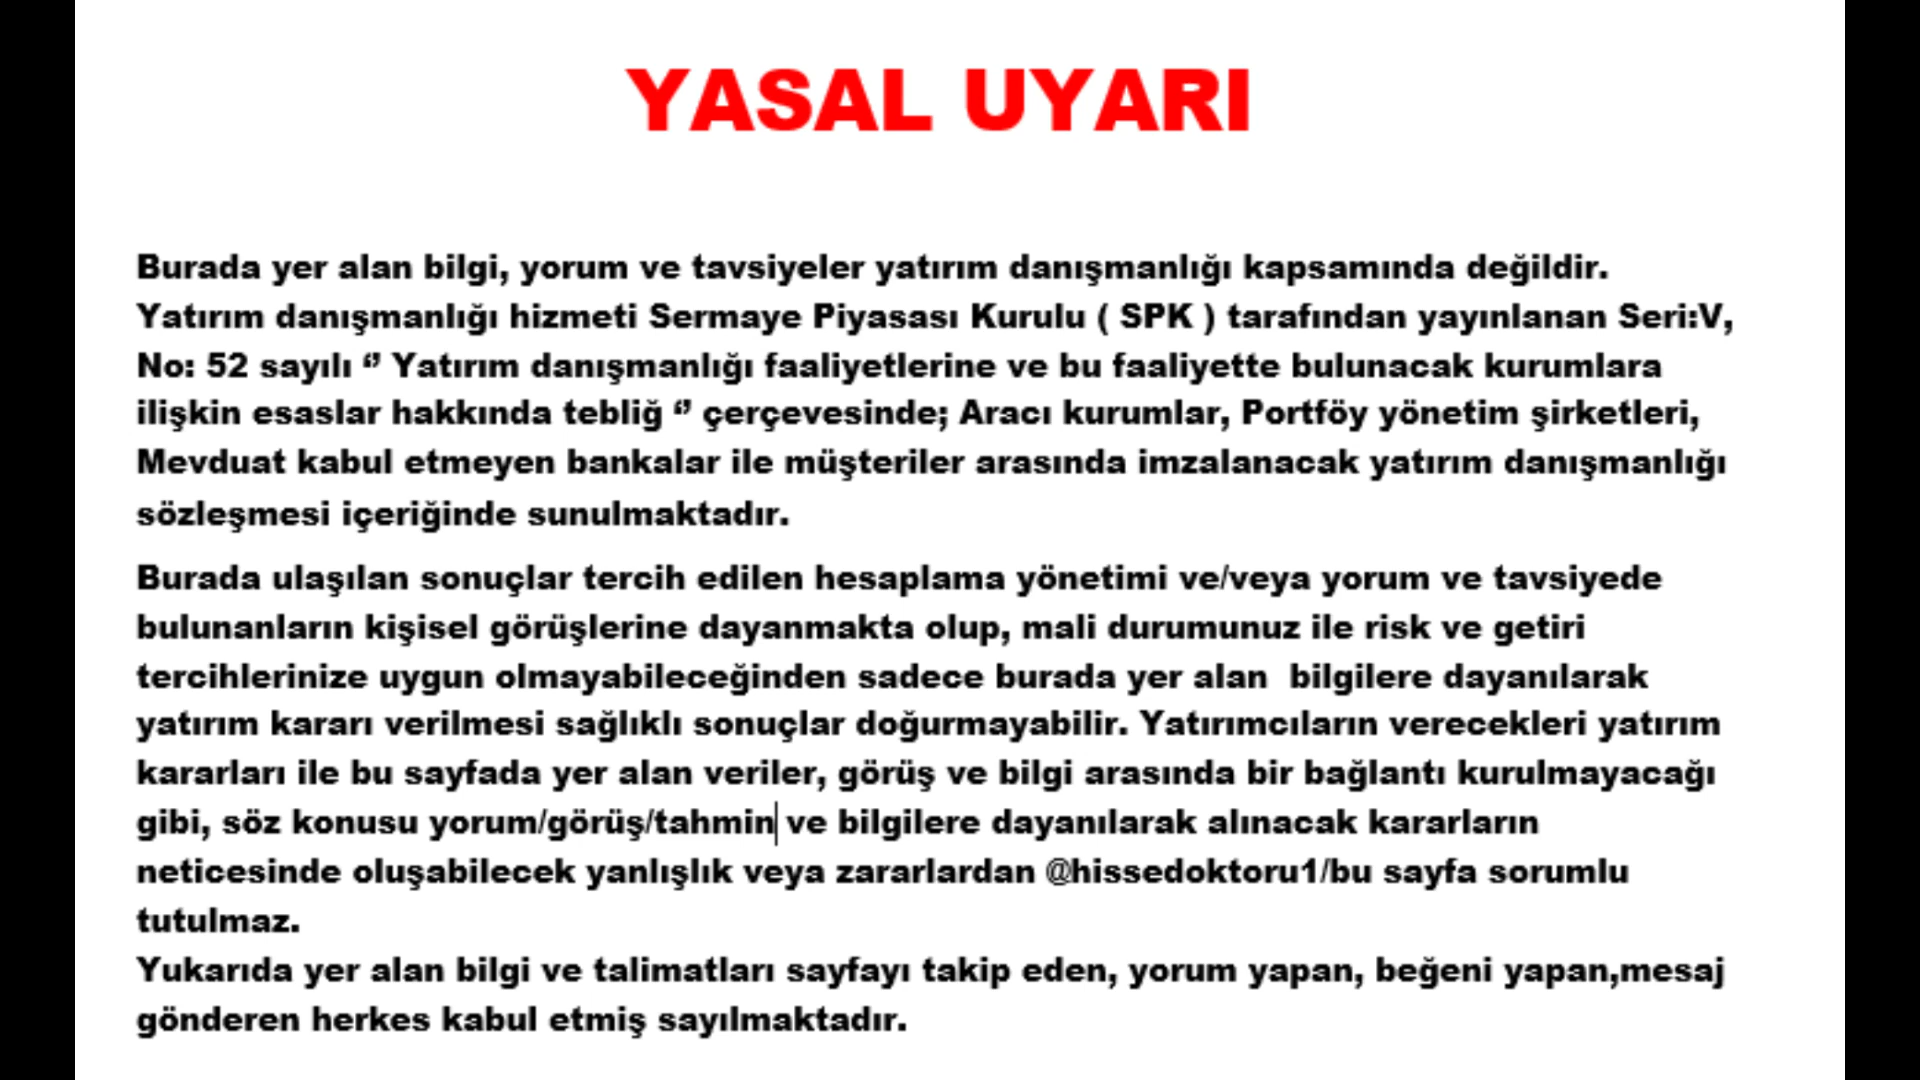 YASAL UYARI
Burada yer alan bilgi, yorum ve tavsiyeler yatırım danışmanlığı kapsamında değildir.
Yatırım danışmanlığı hizmeti Sermaye Piyasası Kurulu ( SPK ) tarafından yayınlanan Seri:V,
No: 52 sayılı “ Yatırım danışmanlığı faaliyetlerine ve bu faaliyette bulunacak kurumlara
ilişkin esaslar hakkında tebliğ “ çerçevesinde; Aracı kurumlar, Portföy yönetim şirketleri,
Mevduat kabul etmeyen bankalar ile müşteriler arasında imzalanacak yatırım danışmanlığı
sözleşmesi içeriğinde sunulmaktadır.
Burada ulaşılan sonuçlar tercih edilen hesaplama yönetimi ve/veya yorum ve tavsiyede
bulunanların kişisel görüşlerine dayanmakta olup, mali durumunuz ile risk ve getiri
tercihlerinize uygun olmayabileceğinden sadece burada yer alan  bilgilere dayanılarak
yatırım kararı verilmesi sağlıklı sonuçlar doğurmayabilir. Yatırımcıların verecekleri yatırım
kararları ile bu sayfada yer alan veriler, görüş ve bilgi arasında bir bağlantı kurulmayacağı
gibi, söz konusu yorum/görüş/tahmin ve bilgilere dayanılarak alınacak kararların
neticesinde oluşabilecek yanlışlık veya zararlardan @hissedoktoru1/bu sayfa sorumlu
tutulmaz.
Yukarıda yer alan bilgi ve talimatları sayfayı takip eden, yorum yapan, beğeni yapan,mesaj
gönderen herkes kabul etmiş sayılmaktadır.